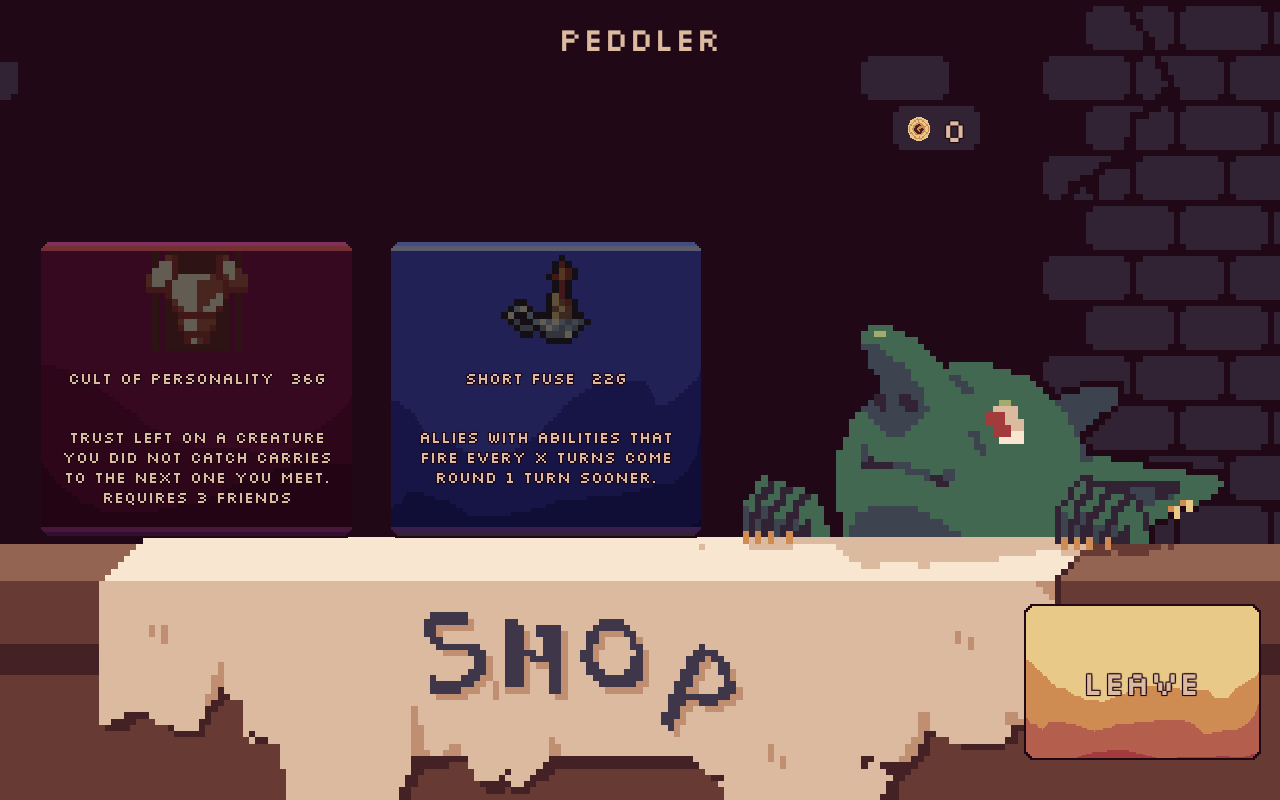 PEDDLER
0
CULT OF PERSONALITY 36G
TRUST LEFT ON A CREATURE
YOU DID NOT CATCH CARRIES
TO THE NEXT ONE YOU MEET.
REQUIRES 3 FRIENDS
SHORT FUSE 22G
ALLIES WITH ABILITIES THAT
FIRE EVERY X TURNS COME
ROUND 1 TURN SOONER.
SHOP
LEAVE